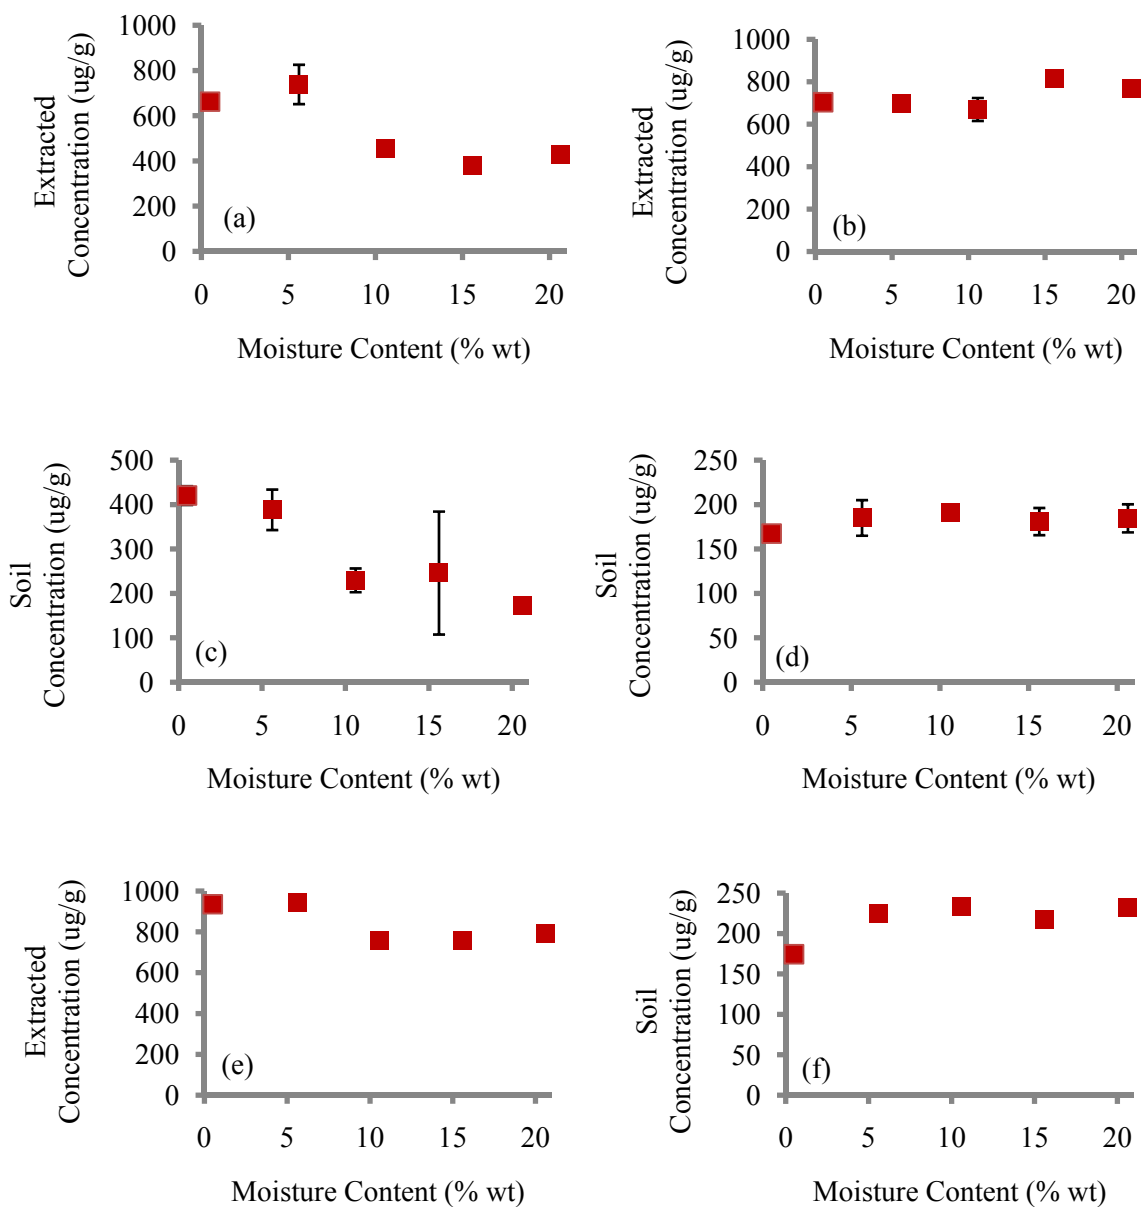 Extracted
Concentration (ug/g)
1000
800
600
400
200
0
(a)
0 5 10 15 20
Moisture Content (% wt)
Extracted
Concentration (ug/g)
1000
800
600
400
200
0
(b)
0 5 10 15 20
Moisture Content (% wt)
Soil
Concentration (ug/g)
500
400
300
200
100
0
(c)
0 5 10 15 20
Moisture Content (% wt)
Soil
Concentration (ug/g)
250
200
150
100
50
0
(d)
0 5 10 15 20
Moisture Content (% wt)
Extracted
Concentration (ug/g)
1000
800
600
400
200
0
(e)
0 5 10 15 20
Moisture Content (% wt)
Soil
Concentration (ug/g)
250
200
150
100
50
0
(f)
0 5 10 15 20
Moisture Content (% wt)